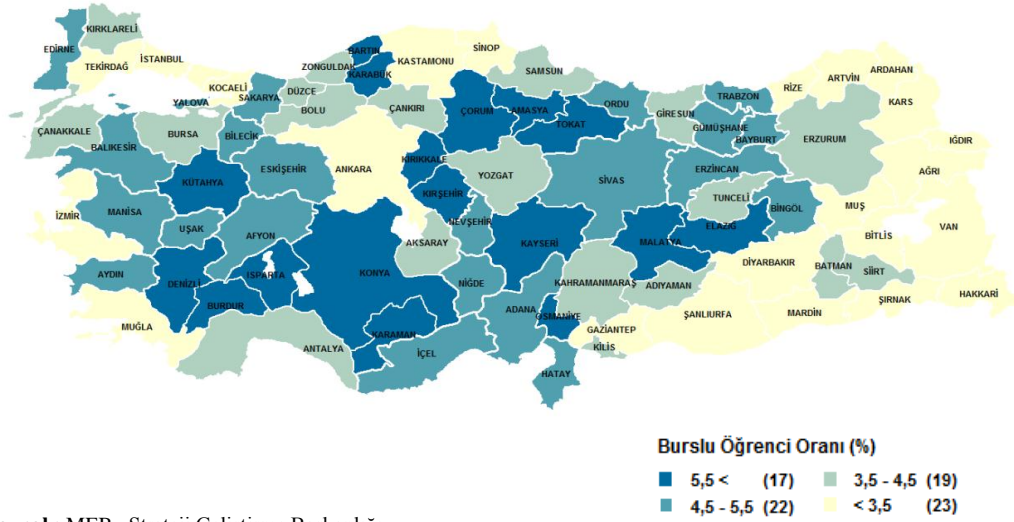 KIRKLARELİ
EDİRNE
TEKİRDAĞ
İSTANBUL
KOCAELİ
YALOVA
SAKARYA
DÜZCE
ZONGULDAK
BARTIN
KARABÜK
KASTAMONU
SİNOP
SAMSUN
BOLU
ÇANKIRI
ÇORUM
AMASYA
TOKAT
ORDU
GİRESUN
TRABZON
GÜMÜŞHANE
BAYBURT
RİZE
ARTVİN
ARDAHAN
KARS
IĞDIR
ERZURUM
AĞRI
ÇANAKKALE
BALIKESİR
BURSA
BİLECİK
ESKİŞEHİR
ANKARA
KIRIKKALE
KIRŞEHİR
YOZGAT
SİVAS
ERZİNCAN
TUNCELİ
BİNGÖL
MUŞ
BİTLİS
VAN
KÜTAHYA
İZMİR
MANİSA
UŞAK
AFYON
NEVŞEHİR
AKSARAY
KAYSERİ
MALATYA
ELAZIĞ
DİYARBAKIR
BATMAN
SİİRT
ŞIRNAK
HAKKARİ
AYDIN
DENİZLİ
ISPARTA
BURDUR
KONYA
NİĞDE
KAHRAMANMARAŞ
ADIYAMAN
MARDİN
ŞANLIURFA
MUĞLA
ANTALYA
KARAMAN
İÇEL
ADANA
OSMANİYE
GAZİANTEP
KİLİS
HATAY
Burslu Öğrenci Oranı (%)
5,5 < (17) 3,5 - 4,5 (19)
4,5 - 5,5 (22) < 3,5 (23)